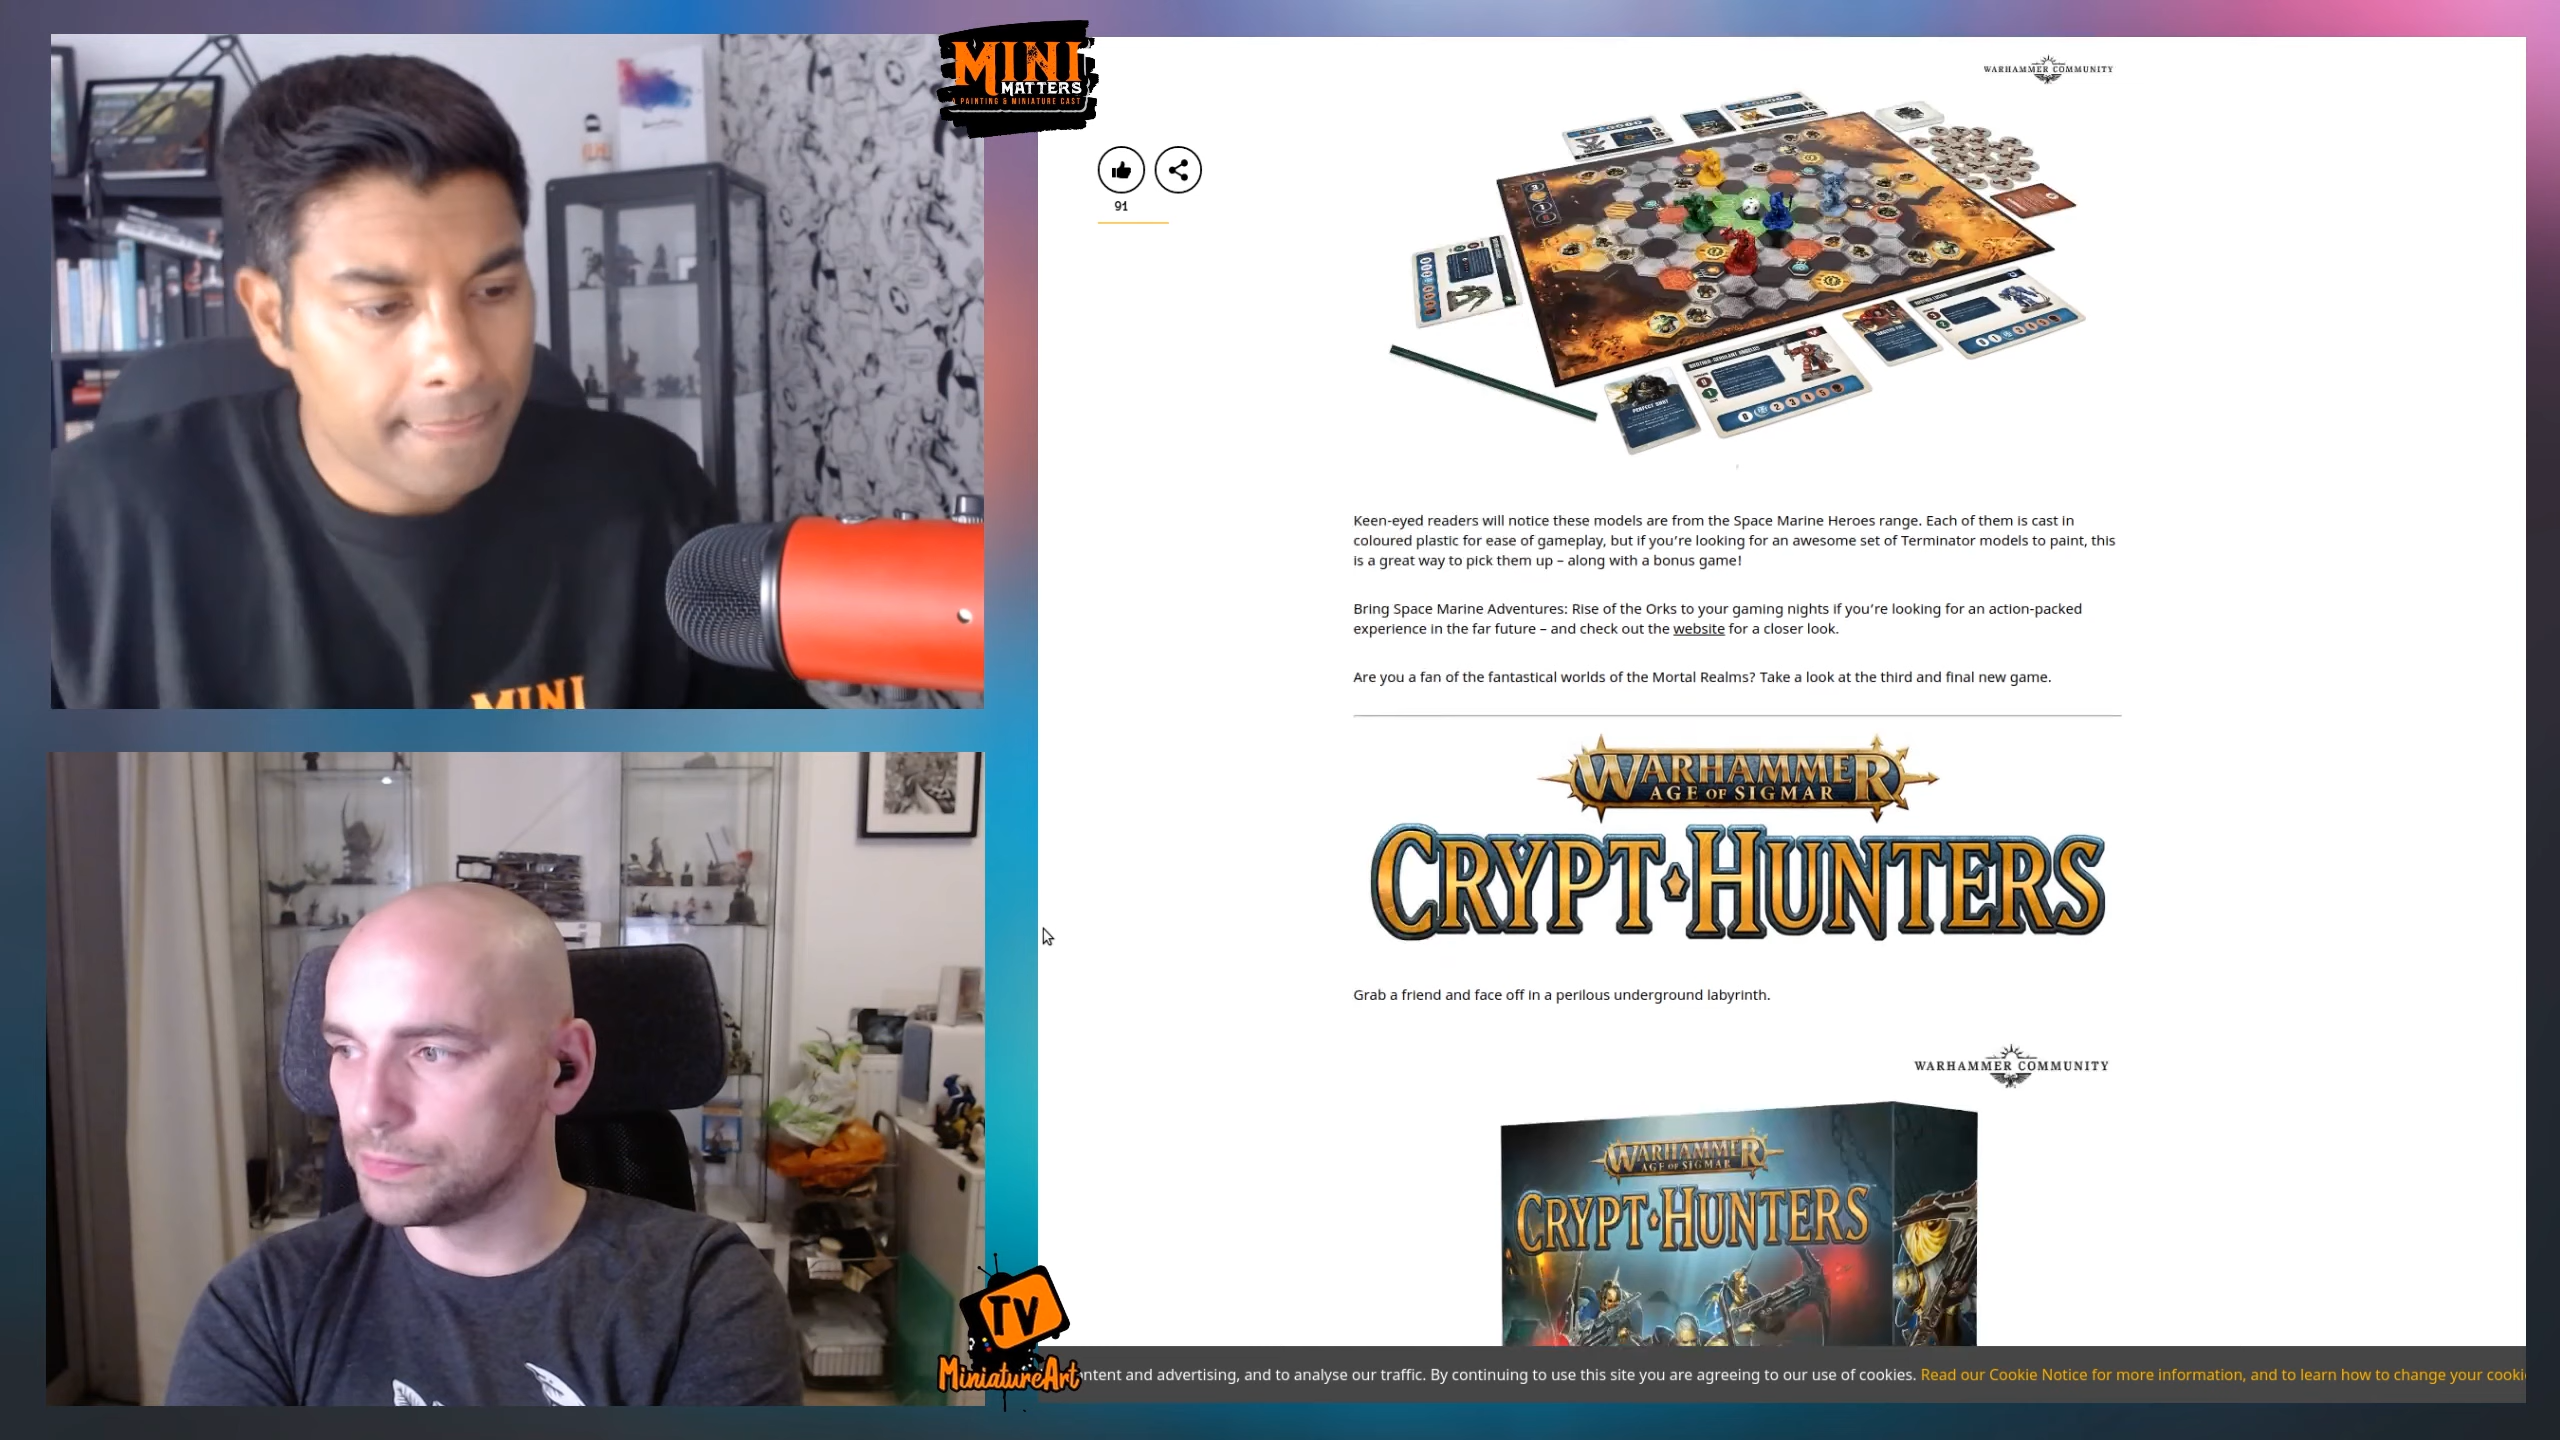 MINI
MATTERS
A PAINTING & MINIATURE CAST
MINI
TV
MiniatureArt
WARHAMMER COMMUNITY
91
PERFECT SHOT
Keen-eyed readers will notice these models are from the Space Marine Heroes range. Each of them is cast in
coloured plastic for ease of gameplay, but if you’re looking for an awesome set of Terminator models to paint, this
is a great way to pick them up – along with a bonus game!
Bring Space Marine Adventures: Rise of the Orks to your gaming nights if you’re looking for an action-packed
experience in the far future – and check out the website for a closer look.
Are you a fan of the fantastical worlds of the Mortal Realms? Take a look at the third and final new game.
WARHAMMER
AGE OF SIGMAR
CRYPT HUNTERS
Grab a friend and face off in a perilous underground labyrinth.
WARHAMMER COMMUNITY
WARHAMMER
AGE OF SIGMAR
CRYPT HUNTERS
ntent and advertising, and to analyse our traffic. By continuing to use this site you are agreeing to our use of cookies. Read our Cookie Notice for more information, and to learn how to change your cooki